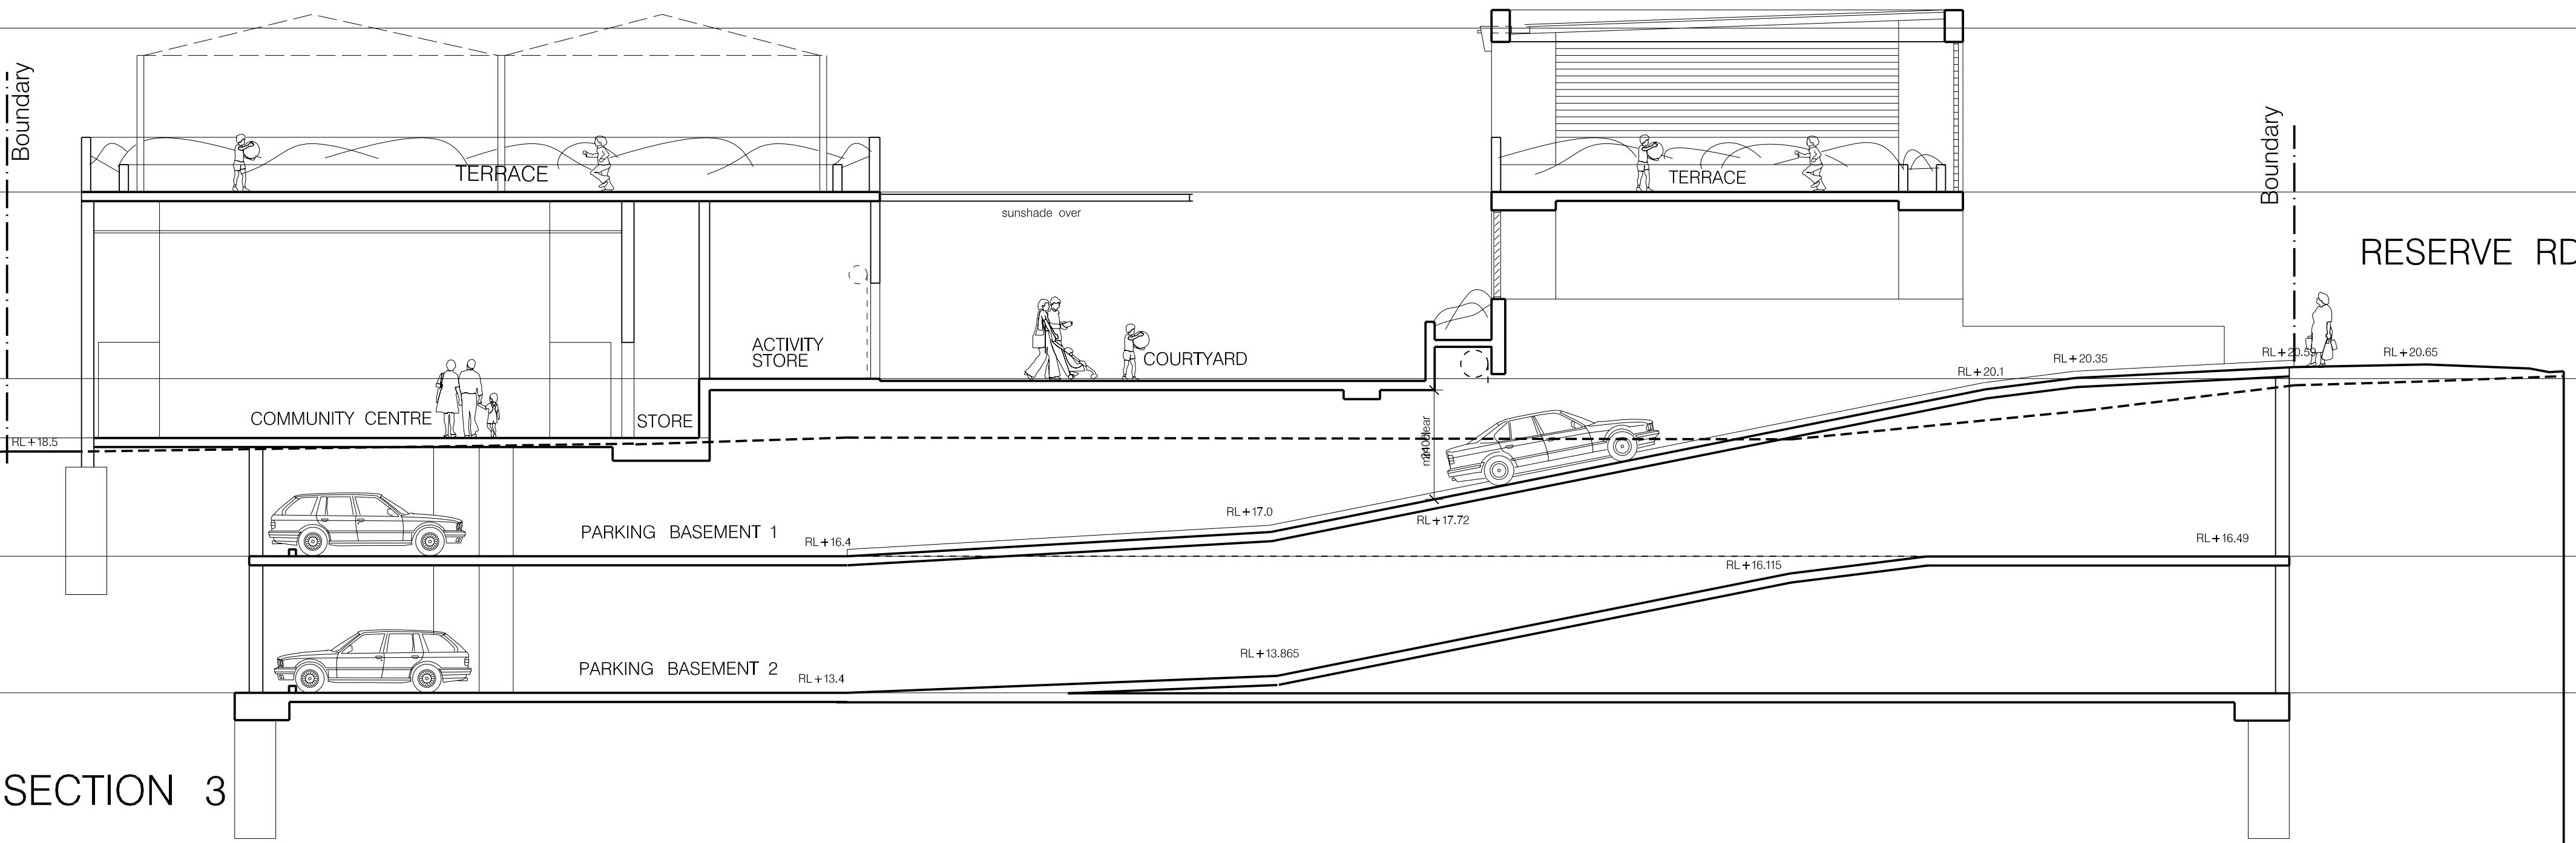 Boundary
Boundary
TERRACE
TERRACE
sunshade over
RESERVE RD
ACTIVITY
STORE
COURTYARD
RL+20.59
RL+20.65
RL+20.35
RL+20.1
COMMUNITY CENTRE
STORE
RL+18.5
RL+17.0
RL+17.72
PARKING BASEMENT 1
RL+16.4
RL+16.49
RL+16.115
RL+13.865
PARKING BASEMENT 2
RL+13.4
SECTION 3